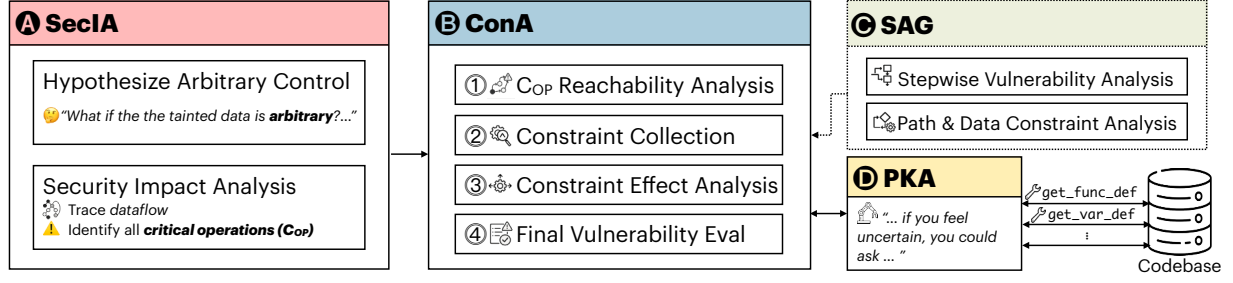 A SecIA
Hypothesize Arbitrary Control
“What if the the tainted data is arbitrary?...”
Security Impact Analysis
Trace dataflow
Identify all critical operations (COP)
B ConA
① COP Reachability Analysis
② Constraint Collection
③ Constraint Effect Analysis
④ Final Vulnerability Eval
C SAG
Stepwise Vulnerability Analysis
Path & Data Constraint Analysis
D PKA
“... if you feel
uncertain, you could
ask ... ”
get_func_def
get_var_def
⋮
Codebase